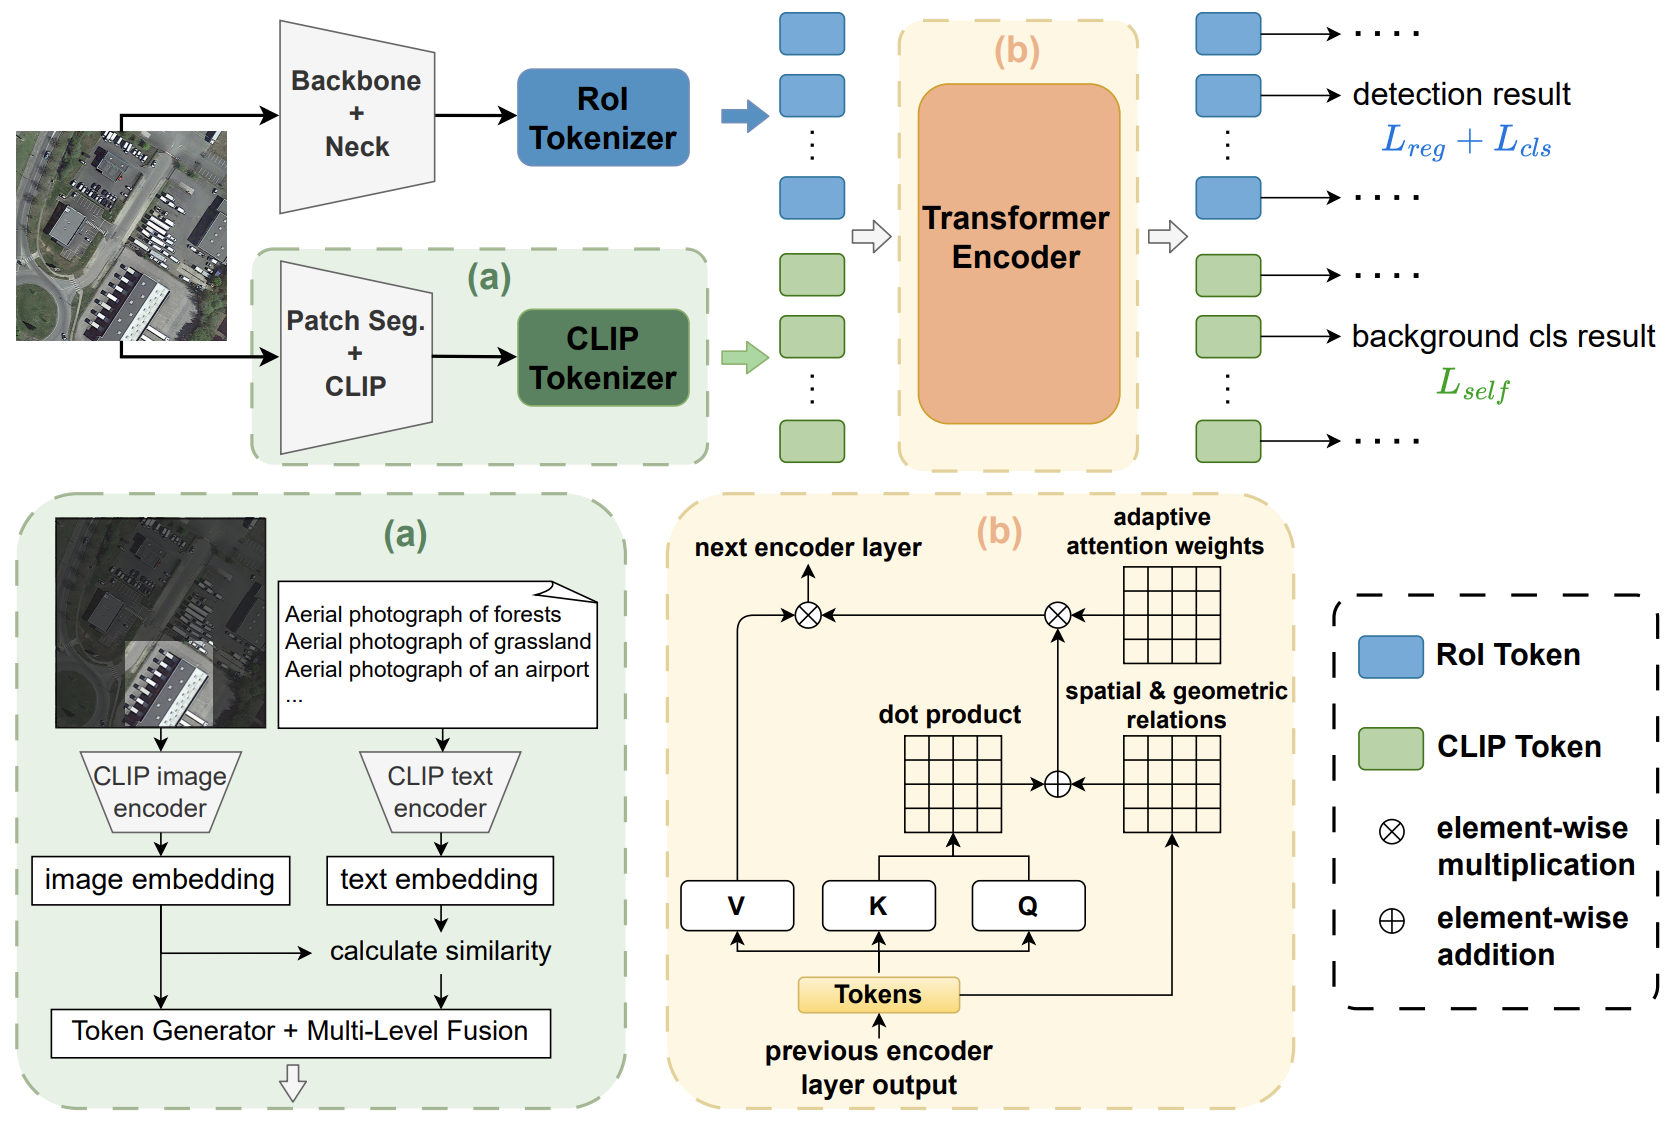 Backbone
+
Neck
RoI
Tokenizer
(a)
Patch Seg.
+
CLIP
CLIP
Tokenizer
(b)
Transformer
Encoder
detection result
L_{reg} + L_{cls}
background cls result
L_{self}
(a)
Aerial photograph of forests
Aerial photograph of grassland
Aerial photograph of an airport
...
CLIP image
encoder
CLIP text
encoder
image embedding
text embedding
calculate similarity
Token Generator + Multi-Level Fusion
(b)
next encoder layer
adaptive
attention weights
dot product
spatial & geometric
relations
V
K
Q
Tokens
previous encoder
layer output
RoI Token
CLIP Token
element-wise
multiplication
element-wise
addition